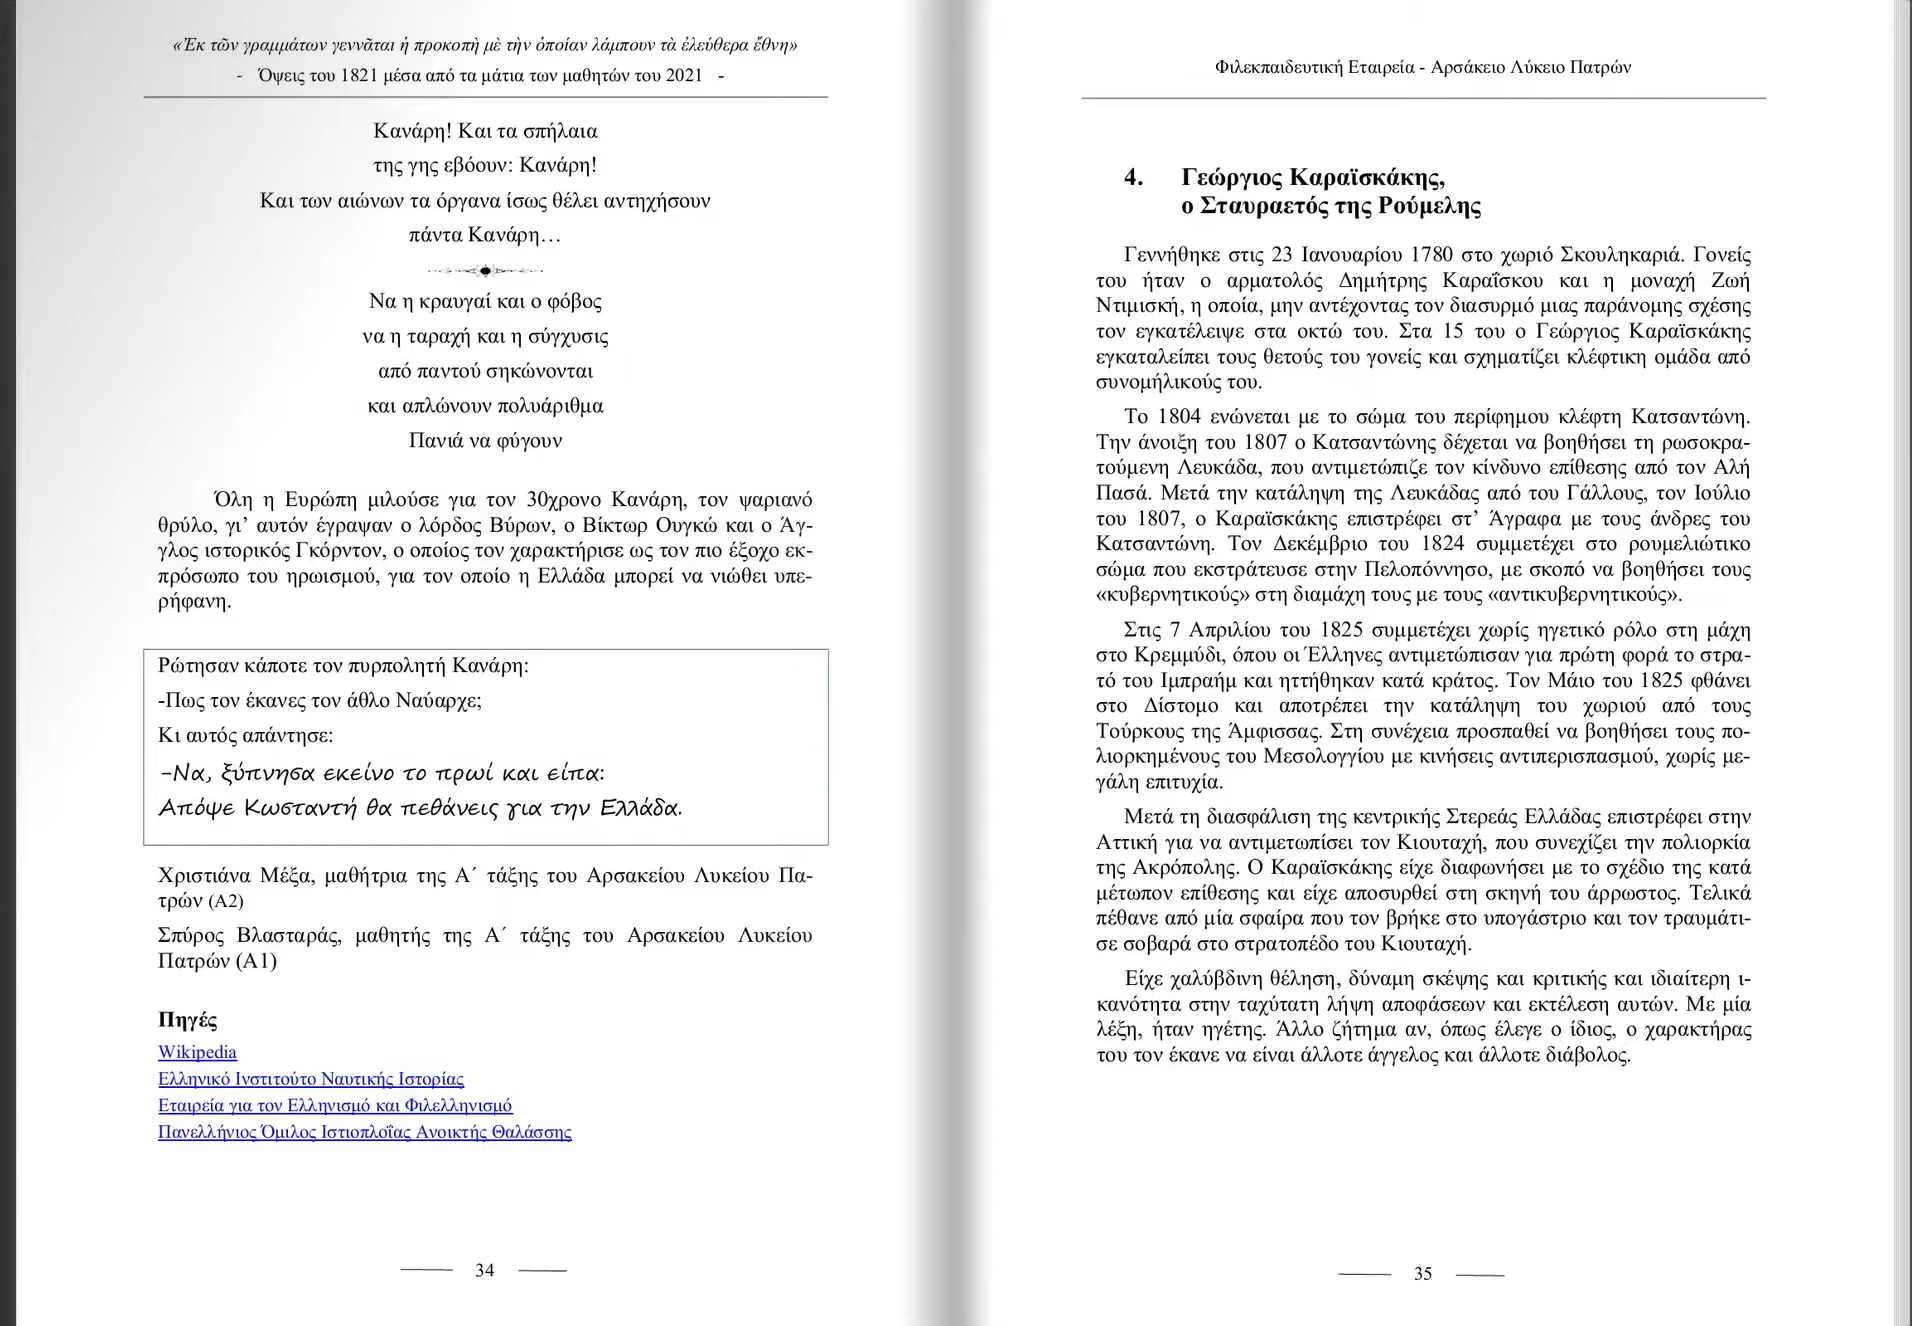 «Ἐκ τῶν γραμμάτων γεννᾶται ἡ προκοπὴ μὲ τὴν ὁποίαν λάμπουν τὰ ἐλεύθερα ἔθνη»
- Όψεις του 1821 μέσα από τα μάτια των μαθητών του 2021 -
Κανάρη! Και τα σπήλαια
της γης εβόουν: Κανάρη!
Και των αιώνων τα όργανα ίσως θέλει αντηχήσουν
πάντα Κανάρη…
Να η κραυγαί και ο φόβος
να η ταραχή και η σύγχυσις
από παντού σηκώνονται
και απλώνουν πολυάριθμα
Πανιά να φύγουν
Όλη η Ευρώπη μιλούσε για τον 30χρονο Κανάρη, τον ψαριανό
θρύλο, γι’ αυτόν έγραψαν ο λόρδος Βύρων, ο Βίκτωρ Ουγκώ και ο Άγ-
γλος ιστορικός Γκόρντον, ο οποίος τον χαρακτήρισε ως τον πιο έξοχο εκ-
πρόσωπο του ηρωισμού, για τον οποίο η Ελλάδα μπορεί να νιώθει υπε-
ρήφανη.
Ρώτησαν κάποτε τον πυρπολητή Κανάρη:
-Πως τον έκανες τον άθλο Ναύαρχε;
Κι αυτός απάντησε:
-Να, ξύπνησα εκείνο το πρωί και είπα:
Απόψε Κωσταντή θα πεθάνεις για την Ελλάδα.
Χριστιάνα Μέξα, μαθήτρια της Α΄ τάξης του Αρσακείου Λυκείου Πα-
τρών (Α2)
Σπύρος Βλασταράς, μαθητής της Α΄ τάξης του Αρσακείου Λυκείου
Πατρών (Α1)
Πηγές
Wikipedia
Ελληνικό Ινστιτούτο Ναυτικής Ιστορίας
Εταιρεία για τον Ελληνισμό και Φιλελληνισμό
Πανελλήνιος Όμιλος Ιστιοπλοΐας Ανοικτής Θαλάσσης
34
Φιλεκπαιδευτική Εταιρεία - Αρσάκειο Λύκειο Πατρών
4. Γεώργιος Καραϊσκάκης,
ο Σταυραετός της Ρούμελης
Γεννήθηκε στις 23 Ιανουαρίου 1780 στο χωριό Σκουληκαριά. Γονείς
του ήταν ο αρματολός Δημήτρης Καραΐσκου και η μοναχή Ζωή
Ντιμισκή, η οποία, μην αντέχοντας τον διασυρμό μιας παράνομης σχέσης
τον εγκατέλειψε στα οκτώ του. Στα 15 του ο Γεώργιος Καραϊσκάκης
εγκαταλείπει τους θετούς του γονείς και σχηματίζει κλέφτικη ομάδα από
συνομήλικούς του.
Το 1804 ενώνεται με το σώμα του περίφημου κλέφτη Κατσαντώνη.
Την άνοιξη του 1807 ο Κατσαντώνης δέχεται να βοηθήσει τη ρωσοκρα-
τούμενη Λευκάδα, που αντιμετώπιζε τον κίνδυνο επίθεσης από τον Αλή
Πασά. Μετά την κατάληψη της Λευκάδας από του Γάλλους, τον Ιούλιο
του 1807, ο Καραϊσκάκης επιστρέφει στ’ Άγραφα με τους άνδρες του
Κατσαντώνη. Τον Δεκέμβριο του 1824 συμμετέχει στο ρουμελιώτικο
σώμα που εκστράτευσε στην Πελοπόννησο, με σκοπό να βοηθήσει τους
«κυβερνητικούς» στη διαμάχη τους με τους «αντικυβερνητικούς».
Στις 7 Απριλίου του 1825 συμμετέχει χωρίς ηγετικό ρόλο στη μάχη
στο Κρεμμύδι, όπου οι Έλληνες αντιμετώπισαν για πρώτη φορά το στρα-
τό του Ιμπραήμ και ηττήθηκαν κατά κράτος. Τον Μάιο του 1825 φθάνει
στο Δίστομο και αποτρέπει την κατάληψη του χωριού από τους
Τούρκους της Άμφισσας. Στη συνέχεια προσπαθεί να βοηθήσει τους πο-
λιορκημένους του Μεσολογγίου με κινήσεις αντιπερισπασμού, χωρίς με-
γάλη επιτυχία.
Μετά τη διασφάλιση της κεντρικής Στερεάς Ελλάδας επιστρέφει στην
Αττική για να αντιμετωπίσει τον Κιουταχή, που συνεχίζει την πολιορκία
της Ακρόπολης. Ο Καραϊσκάκης είχε διαφωνήσει με το σχέδιο της κατά
μέτωπον επίθεσης και είχε αποσυρθεί στη σκηνή του άρρωστος. Τελικά
πέθανε από μία σφαίρα που τον βρήκε στο υπογάστριο και τον τραυμάτι-
σε σοβαρά στο στρατοπέδο του Κιουταχή.
Είχε χαλύβδινη θέληση, δύναμη σκέψης και κριτικής και ιδιαίτερη ι-
κανότητα στην ταχύτατη λήψη αποφάσεων και εκτέλεση αυτών. Με μία
λέξη, ήταν ηγέτης. Άλλο ζήτημα αν, όπως έλεγε ο ίδιος, ο χαρακτήρας
του τον έκανε να είναι άλλοτε άγγελος και άλλοτε διάβολος.
35